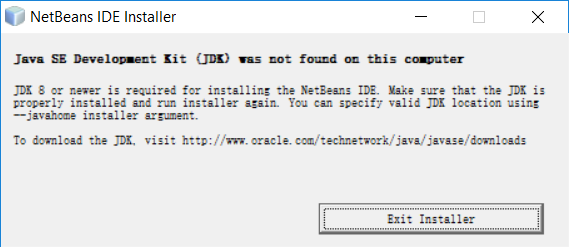 NetBeans IDE Installer
Java SE Development Kit (JDK) was not found on this computer
JDK 8 or newer is required for installing the NetBeans IDE. Make sure that the JDK is
properly installed and run installer again. You can specify valid JDK location using
--javahome installer argument.
To download the JDK, visit http://www.oracle.com/technetwork/java/javase/downloads
Exit Installer